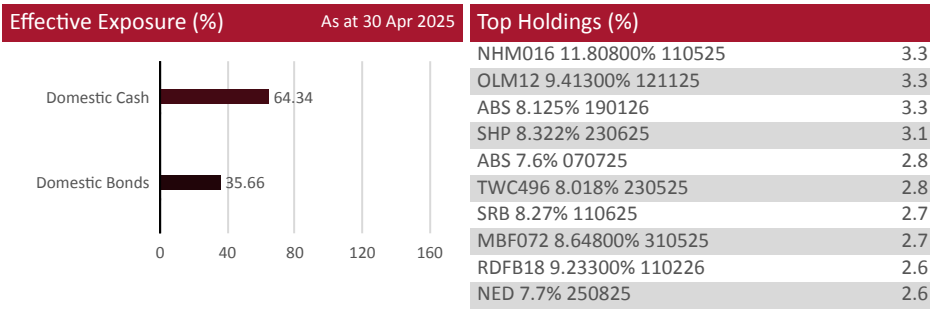 Effective Exposure (%) As at 30 Apr 2025
Domestic Cash 64.34
Domestic Bonds 35.66
0 40 80 120 160
Top Holdings (%)
NHM016 11.80800% 110525 3.3
OLM12 9.41300% 121125 3.3
ABS 8.125% 190126 3.3
SHP 8.322% 230625 3.1
ABS 7.6% 070725 2.8
TWC496 8.018% 230525 2.8
SRB 8.27% 110625 2.7
MBF072 8.64800% 310525 2.7
RDFB18 9.23300% 110226 2.6
NED 7.7% 250825 2.6